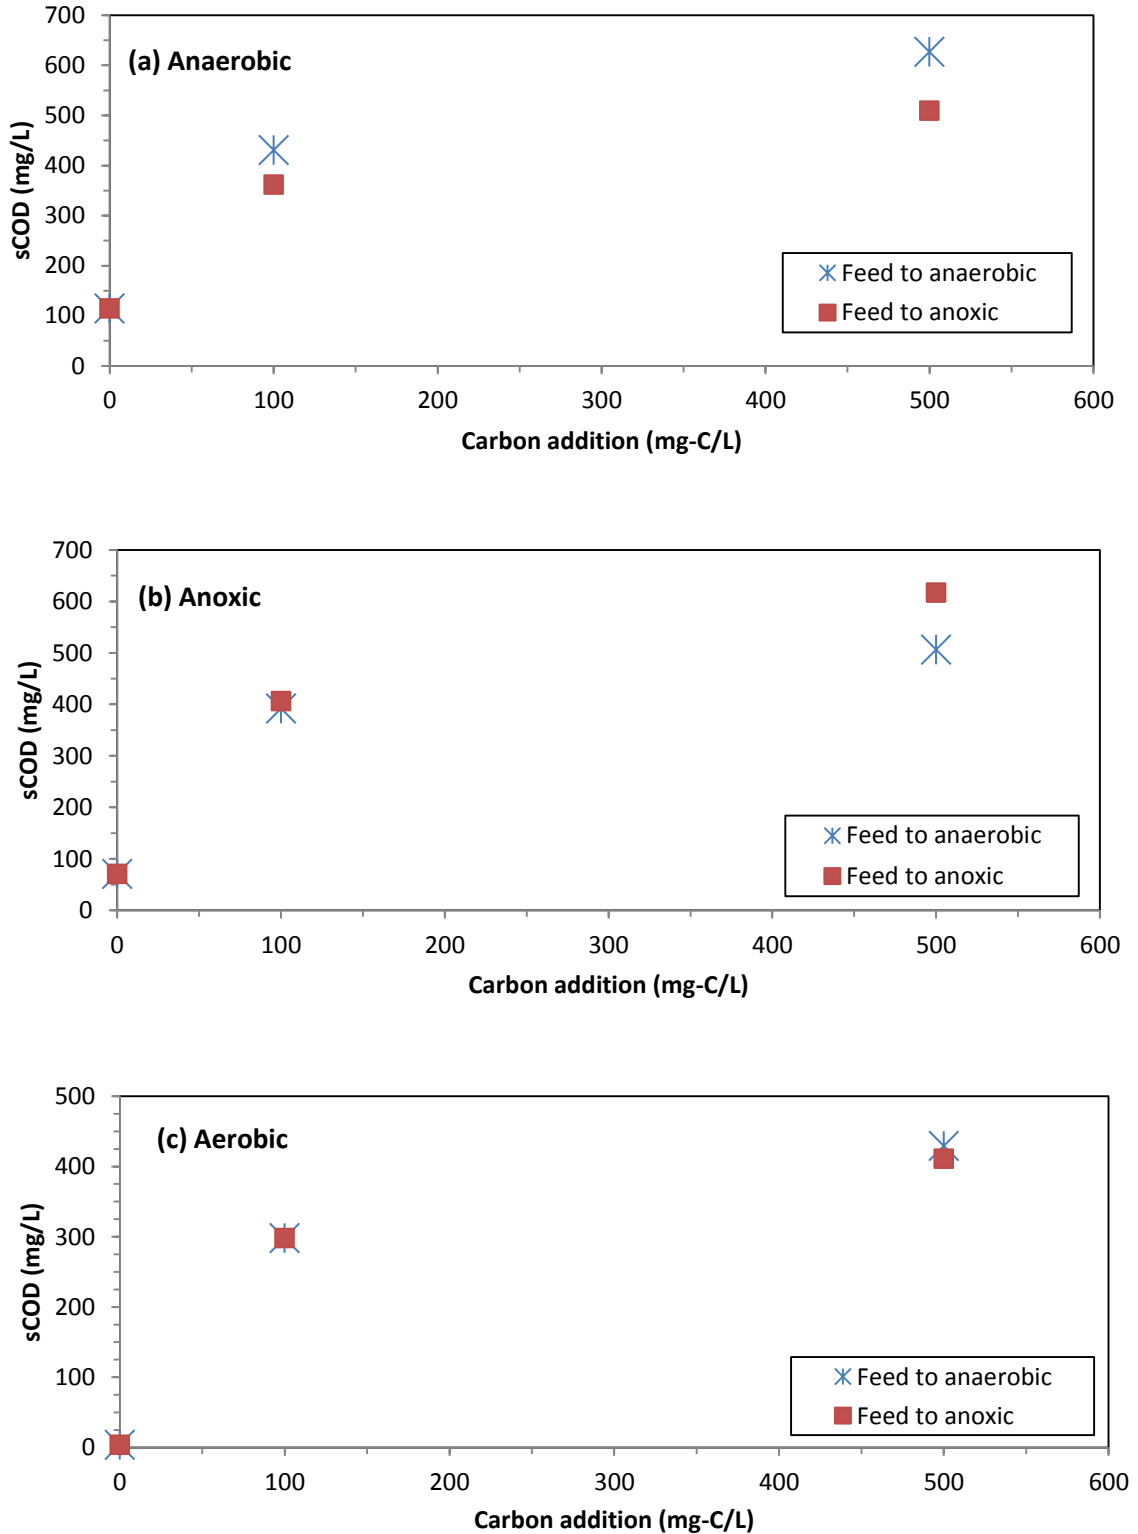 700
600
500
400
300
200
100
0
sCOD (mg/L)
(a) Anaerobic
Feed to anaerobic
Feed to anoxic
0 100 200 300 400 500 600
Carbon addition (mg-C/L)
700
600
500
400
300
200
100
0
sCOD (mg/L)
(b) Anoxic
Feed to anaerobic
Feed to anoxic
0 100 200 300 400 500 600
Carbon addition (mg-C/L)
500
400
300
200
100
0
sCOD (mg/L)
(c) Aerobic
Feed to anaerobic
Feed to anoxic
0 100 200 300 400 500 600
Carbon addition (mg-C/L)